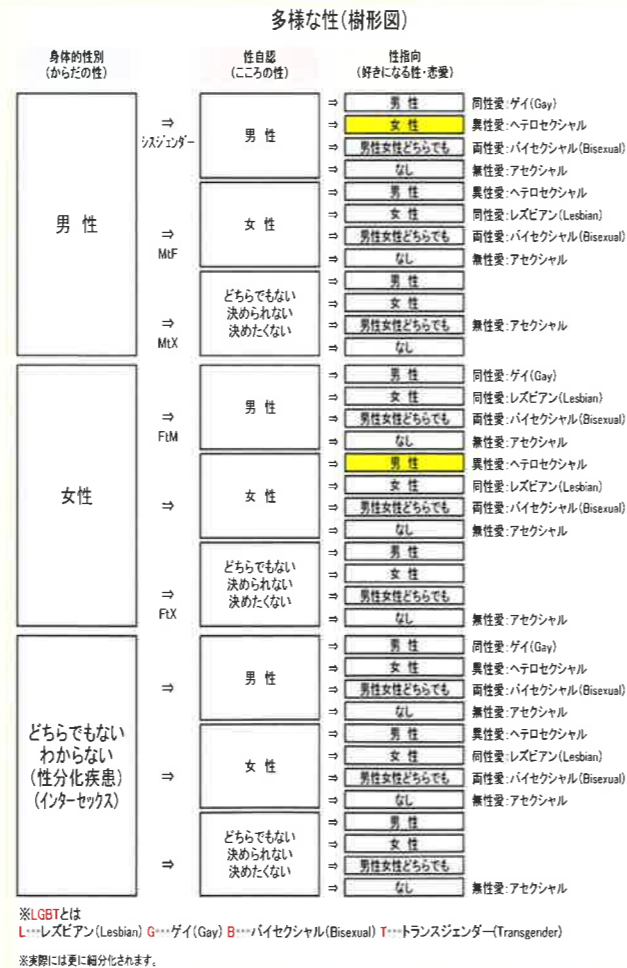 多様な性(樹形図)
身体的性別
(からだの性)
性自認
(こころの性)
性指向
(好きになる性・恋愛)
男 性
⇒
シスジェンダー
男 性
⇒ 男 性 同性愛:ゲイ(Gay)
⇒ 女 性 異性愛:ヘテロセクシャル
⇒ 男性女性どちらでも 両性愛:バイセクシャル(Bisexual)
⇒ なし 無性愛:アセクシャル
⇒
MtF
女 性
⇒ 男 性 異性愛:ヘテロセクシャル
⇒ 女 性 同性愛:レズビアン(Lesbian)
⇒ 男性女性どちらでも 両性愛:バイセクシャル(Bisexual)
⇒ なし 無性愛:アセクシャル
⇒
MtX
どちらでもない
決められない
決めたくない
⇒ 男 性
⇒ 女 性
⇒ 男性女性どちらでも 無性愛:アセクシャル
⇒ なし
女性
⇒
FtM
男 性
⇒ 男 性 同性愛:ゲイ(Gay)
⇒ 女 性 同性愛:レズビアン(Lesbian)
⇒ 男性女性どちらでも 両性愛:バイセクシャル(Bisexual)
⇒ なし 無性愛:アセクシャル
⇒
女 性
⇒ 男 性 異性愛:ヘテロセクシャル
⇒ 女 性 同性愛:レズビアン(Lesbian)
⇒ 男性女性どちらでも 両性愛:バイセクシャル(Bisexual)
⇒ なし 無性愛:アセクシャル
⇒
FtX
どちらでもない
決められない
決めたくない
⇒ 男 性
⇒ 女 性
⇒ 男性女性どちらでも
⇒ なし 無性愛:アセクシャル
どちらでもない
わからない
(性分化疾患)
(インターセックス)
⇒
男 性
⇒ 男 性 同性愛:ゲイ(Gay)
⇒ 女 性 異性愛:ヘテロセクシャル
⇒ 男性女性どちらでも 両性愛:バイセクシャル(Bisexual)
⇒ なし 無性愛:アセクシャル
⇒
女 性
⇒ 男 性 異性愛:ヘテロセクシャル
⇒ 女 性 同性愛:レズビアン(Lesbian)
⇒ 男性女性どちらでも 両性愛:バイセクシャル(Bisexual)
⇒ なし 無性愛:アセクシャル
⇒
どちらでもない
決められない
決めたくない
⇒ 男 性
⇒ 女 性
⇒ 男性女性どちらでも
⇒ なし 無性愛:アセクシャル
※LGBTとは
L…レズビアン(Lesbian) G…ゲイ(Gay) B…バイセクシャル(Bisexual) T…トランスジェンダー(Transgender)
※実際には更に細分化されます。